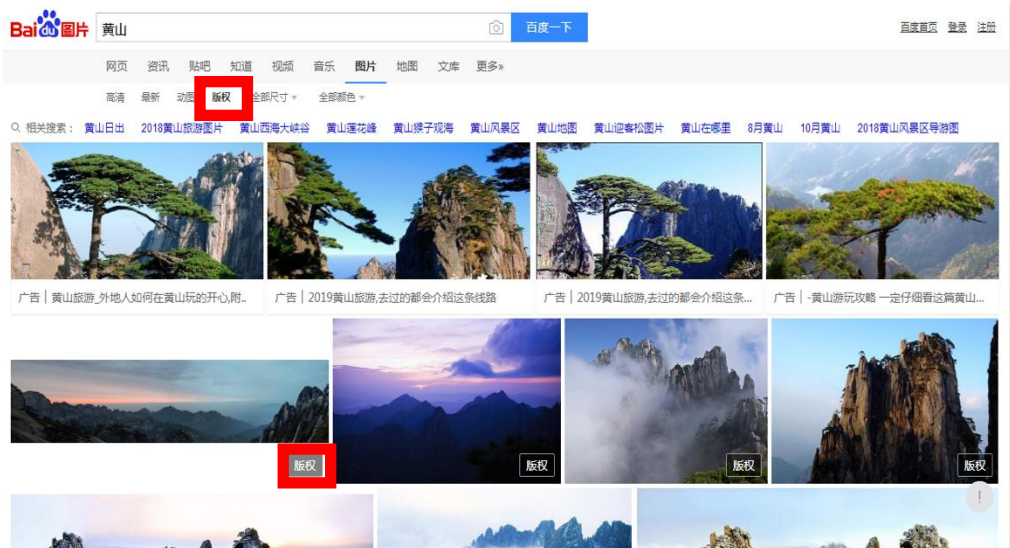 Bai du 图片 黄山 百度一下 百度首页 登录 注册
网页 资讯 贴吧 知道 视频 音乐 图片 地图 文库 更多»
高清 最新 动图 版权 全部尺寸 全部颜色
相关搜索: 黄山日出 2018黄山旅游图片 黄山西海大峡谷 黄山莲花峰 黄山猴子观海 黄山风景区 黄山地图 黄山迎客松图片 黄山在哪里 8月黄山 10月黄山 2018黄山风景区导游图
广告 | 黄山旅游_外地人如何在黄山玩的开心,附.. 广告 | 2019黄山旅游,去过的都会介绍这条线路 广告 | 2019黄山旅游,去过的都会介绍这条... 广告 | -黄山游玩攻略 一定仔细看这篇黄山...
版权 版权 版权 版权